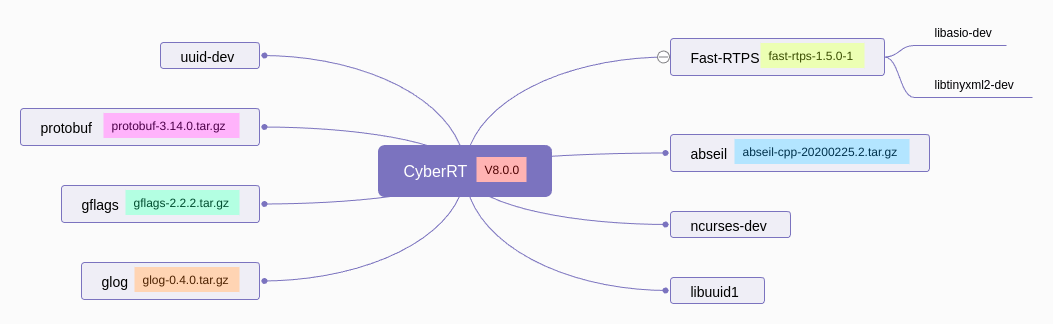 uuid-dev
protobuf protobuf-3.14.0.tar.gz
gflags gflags-2.2.2.tar.gz
glog glog-0.4.0.tar.gz
CyberRT V8.0.0
Fast-RTPS fast-rtps-1.5.0-1
libasio-dev
libtinyxml2-dev
abseil abseil-cpp-20200225.2.tar.gz
ncurses-dev
libuuid1